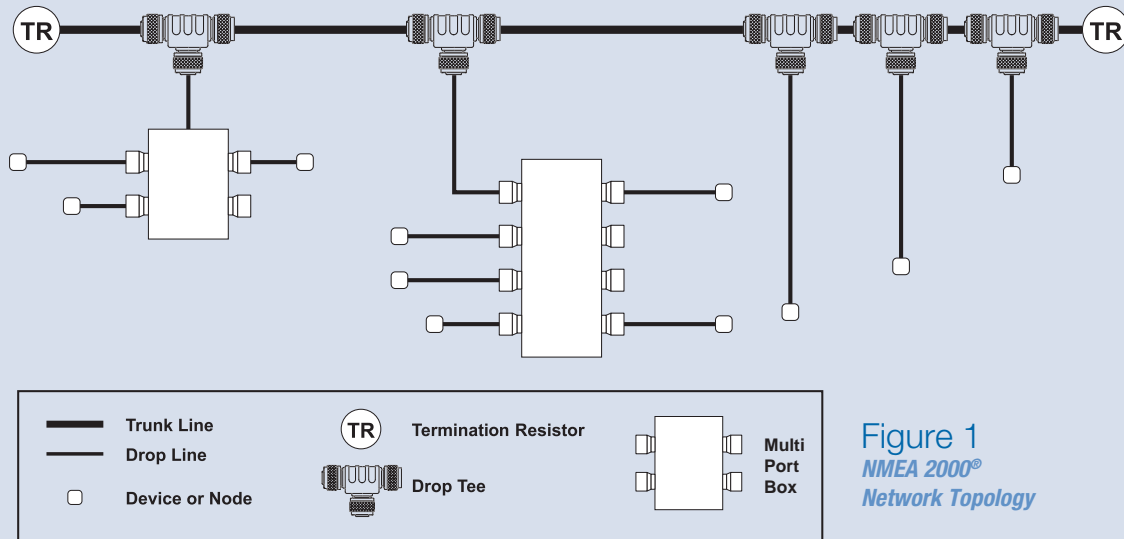 TR
TR
Trunk Line
Drop Line
Device or Node
TR
Termination Resistor
Drop Tee
Multi
Port
Box
Figure 1
NMEA 2000®
Network Topology